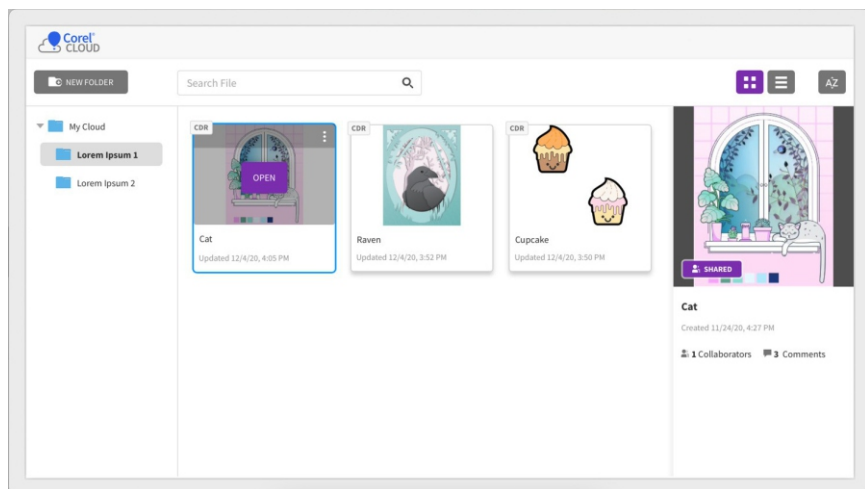 Corel®
CLOUD
NEW FOLDER
Search File
AZ
My Cloud
Lorem Ipsum 1
Lorem Ipsum 2
CDR
OPEN
Cat
Updated 12/4/20, 4:05 PM
CDR
Raven
Updated 12/4/20, 3:52 PM
CDR
Cupcake
Updated 12/4/20, 3:50 PM
SHARED
Cat
Created 11/24/20, 4:27 PM
1 Collaborators 3 Comments